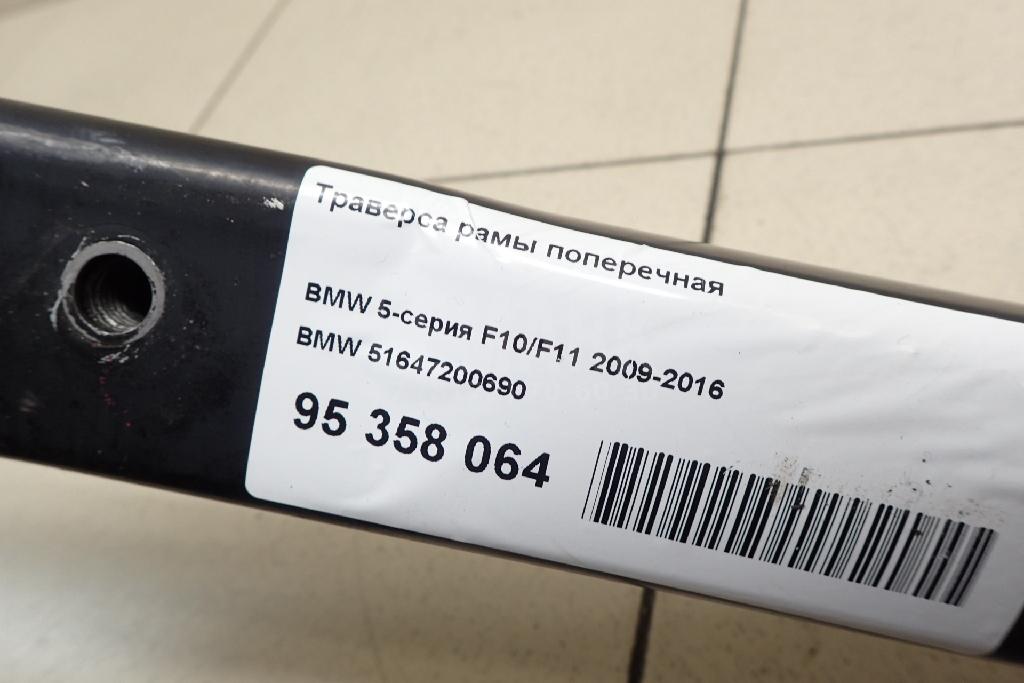 Траверса рамы поперечная
BMW 5-серия F10/F11 2009-2016
BMW 51647200690
95 358 064